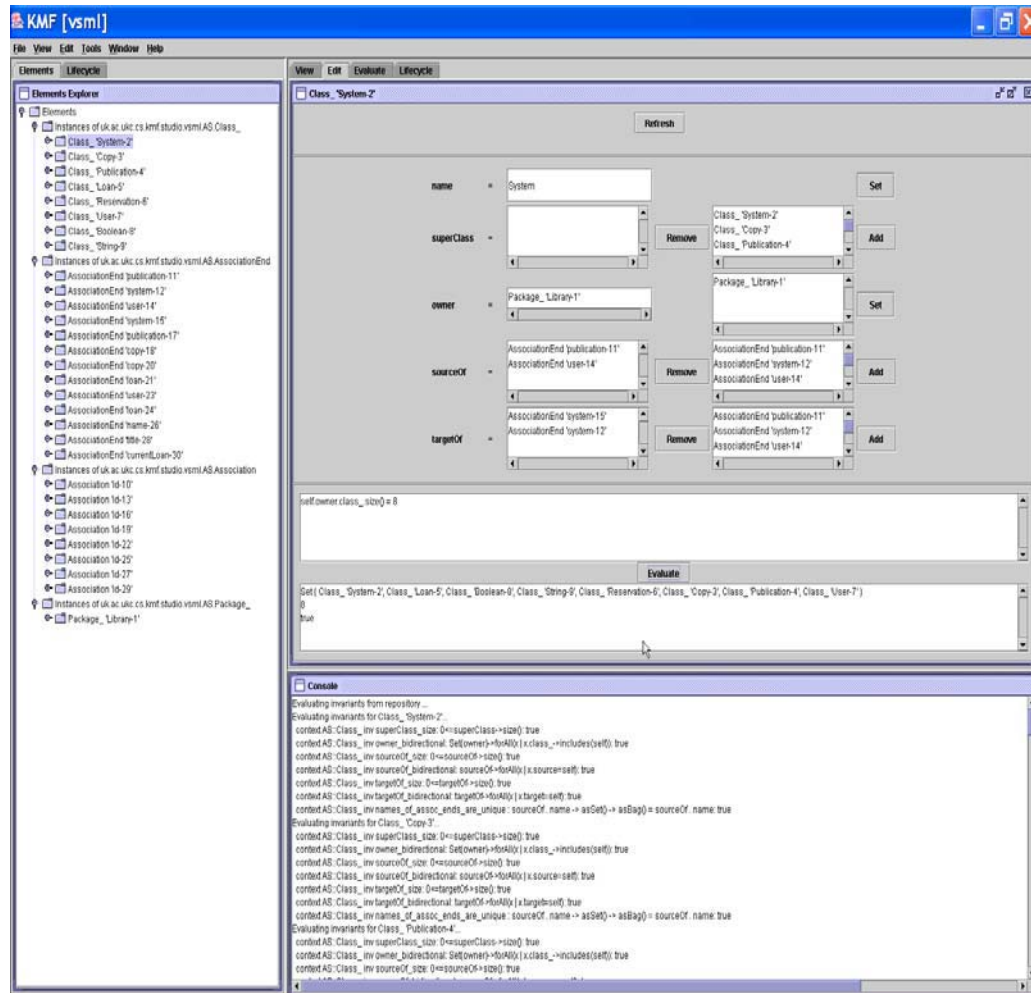 KMF [vsml]
File View Edit Tools Window Help
Elements Lifecycle
Elements Explorer
Elements
Instances of uk.ac.ukc.cs.kmf.studio.vsml.AS.Class_
Class_ 'System-2'
Class_ 'Copy-3'
Class_ 'Publication-4'
Class_ 'Loan-5'
Class_ 'Reservation-6'
Class_ 'User-7'
Class_ 'Boolean-8'
Class_ 'String-9'
Instances of uk.ac.ukc.cs.kmf.studio.vsml.AS.AssociationEnd
AssociationEnd 'publication-11'
AssociationEnd 'system-12'
AssociationEnd 'user-14'
AssociationEnd 'system-15'
AssociationEnd 'publication-17'
AssociationEnd 'copy-18'
AssociationEnd 'copy-20'
AssociationEnd 'loan-21'
AssociationEnd 'user-23'
AssociationEnd 'loan-24'
AssociationEnd 'name-26'
AssociationEnd 'title-28'
AssociationEnd 'currentLoan-30'
Instances of uk.ac.ukc.cs.kmf.studio.vsml.AS.Association
Association 'id-10'
Association 'id-13'
Association 'id-16'
Association 'id-19'
Association 'id-22'
Association 'id-25'
Association 'id-27'
Association 'id-29'
Instances of uk.ac.ukc.cs.kmf.studio.vsml.AS.Package_
Package_ 'Library-1'
View Edit Evaluate Lifecycle
Class_ 'System-2'
Refresh
name = System Set
superClass = Remove Class_ 'System-2' Add
Class_ 'Copy-3'
Class_ 'Publication-4'
owner = Package_ 'Library-1' Package_ 'Library-1' Set
sourceOf = AssociationEnd 'publication-11' Remove AssociationEnd 'publication-11' Add
AssociationEnd 'user-14' AssociationEnd 'system-12'
AssociationEnd 'user-14'
targetOf = AssociationEnd 'system-15' Remove AssociationEnd 'publication-11' Add
AssociationEnd 'system-12' AssociationEnd 'system-12'
AssociationEnd 'user-14'
self.owner.class_.size() = 8
Evaluate
Set { Class_ 'System-2', Class_ 'Loan-5', Class_ 'Boolean-8', Class_ 'String-9', Class_ 'Reservation-6', Class_ 'Copy-3', Class_ 'Publication-4', Class_ 'User-7' }
8
true
Console
Evaluating invariants from repository ...
Evaluating invariants for Class_ 'System-2'...
context AS::Class_ inv superClass_size: 0<=superClass->size(): true
context AS::Class_ inv owner_bidirectional: Set{owner}->forAll(x | x.class_->includes(self)): true
context AS::Class_ inv sourceOf_size: 0<=sourceOf->size(): true
context AS::Class_ inv sourceOf_bidirectional: sourceOf->forAll(x | x.source=self): true
context AS::Class_ inv targetOf_size: 0<=targetOf->size(): true
context AS::Class_ inv targetOf_bidirectional: targetOf->forAll(x | x.target=self): true
context AS::Class_ inv names_of_assoc_ends_are_unique : sourceOf . name -> asSet()-> asBag() = sourceOf . name: true
Evaluating invariants for Class_ 'Copy-3'...
context AS::Class_ inv superClass_size: 0<=superClass->size(): true
context AS::Class_ inv owner_bidirectional: Set{owner}->forAll(x | x.class_->includes(self)): true
context AS::Class_ inv sourceOf_size: 0<=sourceOf->size(): true
context AS::Class_ inv sourceOf_bidirectional: sourceOf->forAll(x | x.source=self): true
context AS::Class_ inv targetOf_size: 0<=targetOf->size(): true
context AS::Class_ inv targetOf_bidirectional: targetOf->forAll(x | x.target=self): true
context AS::Class_ inv names_of_assoc_ends_are_unique : sourceOf . name -> asSet()-> asBag() = sourceOf . name: true
Evaluating invariants for Class_ 'Publication-4'...
context AS::Class_ inv superClass_size: 0<=superClass->size(): true
context AS::Class_ inv owner_bidirectional: Set{owner}->forAll(x | x.class_->includes(self)): true
context AS::Class_ inv sourceOf_size: 0<=sourceOf->size(): true